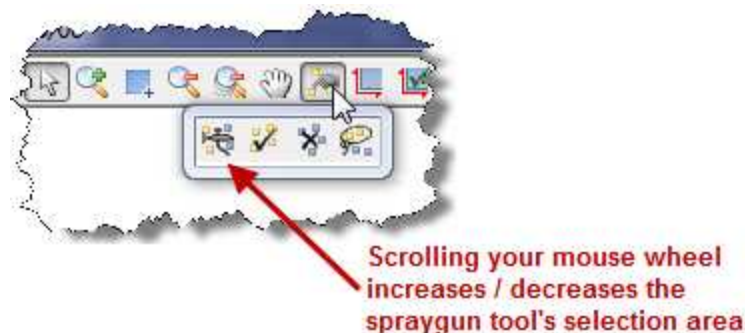 Scrolling your mouse wheel
increases / decreases the
spraygun tool's selection area